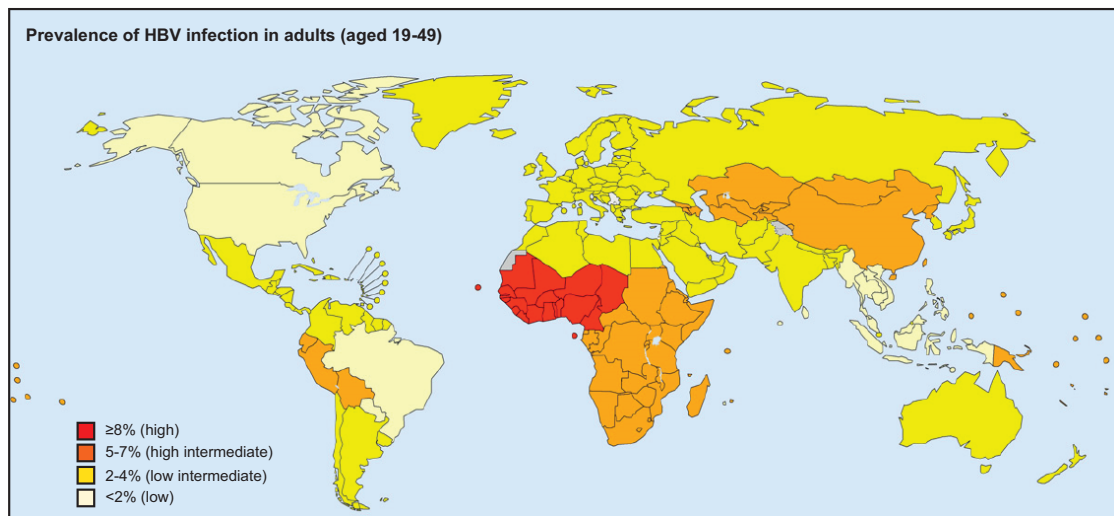 Prevalence of HBV infection in adults (aged 19-49)
≥8% (high)
5-7% (high intermediate)
2-4% (low intermediate)
<2% (low)